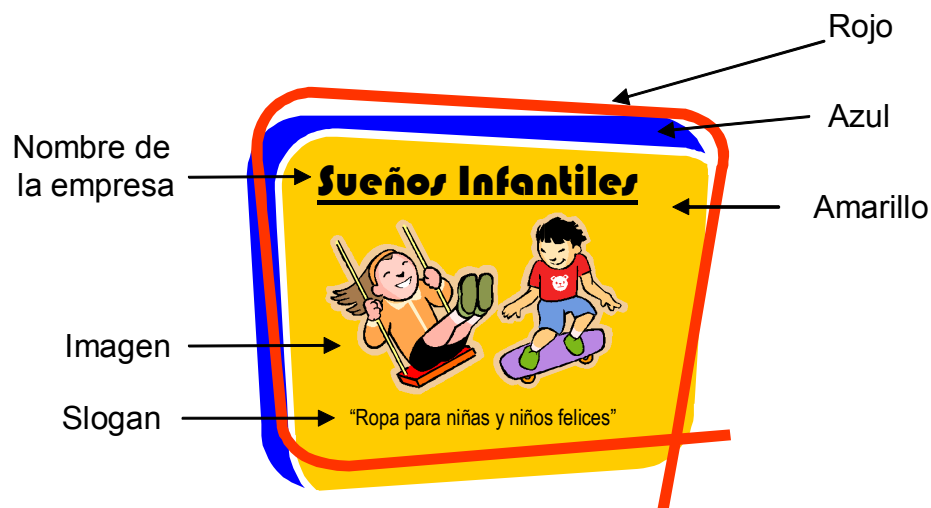 Rojo
Azul
Nombre de
la empresa
Sueños Infantiles
Amarillo
Imagen
Slogan
“Ropa para niñas y niños felices”